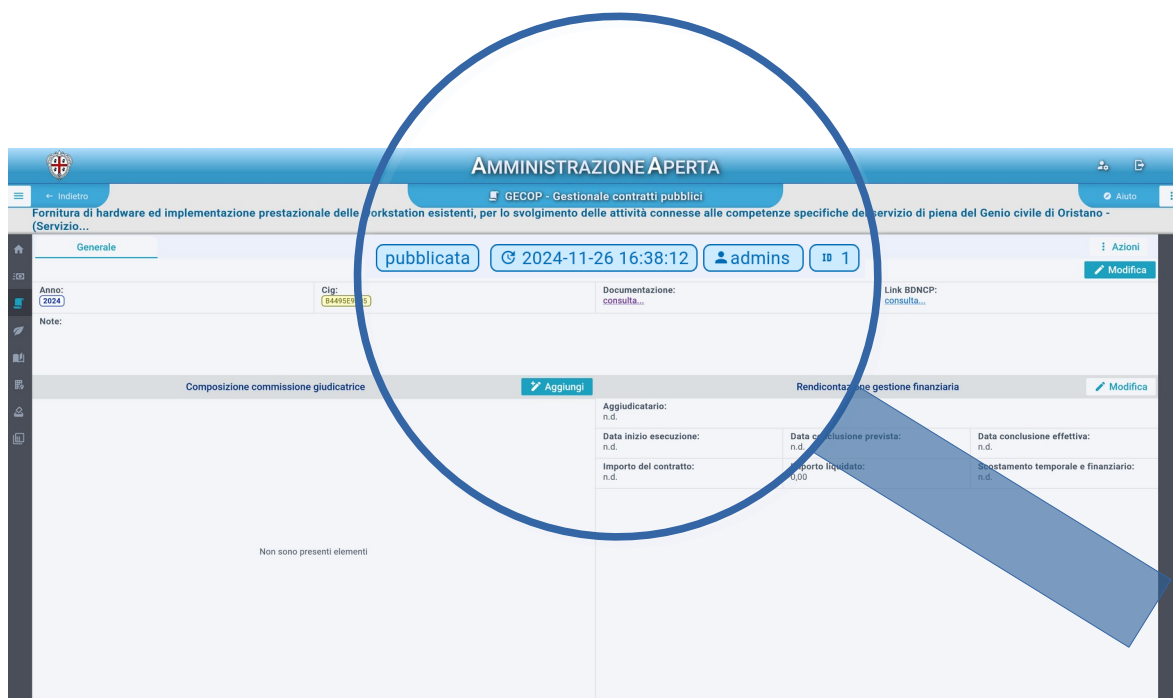 AMMINISTRAZIONE APERTA
← Indietro
GECOP - Gestionale contratti pubblici
Aiuto
Fornitura di hardware ed implementazione prestazionale delle workstation esistenti, per lo svolgimento delle attività connesse alle competenze specifiche del servizio di piena del Genio civile di Oristano -
(Servizio...
Generale
pubblicata
2024-11-26 16:38:12
admins
ID 1
Azioni
Modifica
Anno:
2024
Cig:
Documentazione:
consulta...
Link BDNCP:
consulta...
Note:
Composizione commissione giudicatrice
Aggiungi
Non sono presenti elementi
Rendicontazione gestione finanziaria
Modifica
Aggiudicatario:
n.d.
Data inizio esecuzione:
n.d.
Data conclusione prevista:
n.d.
Data conclusione effettiva:
n.d.
Importo del contratto:
n.d.
Importo liquidato:
0,00
Scostamento temporale e finanziario:
n.d.